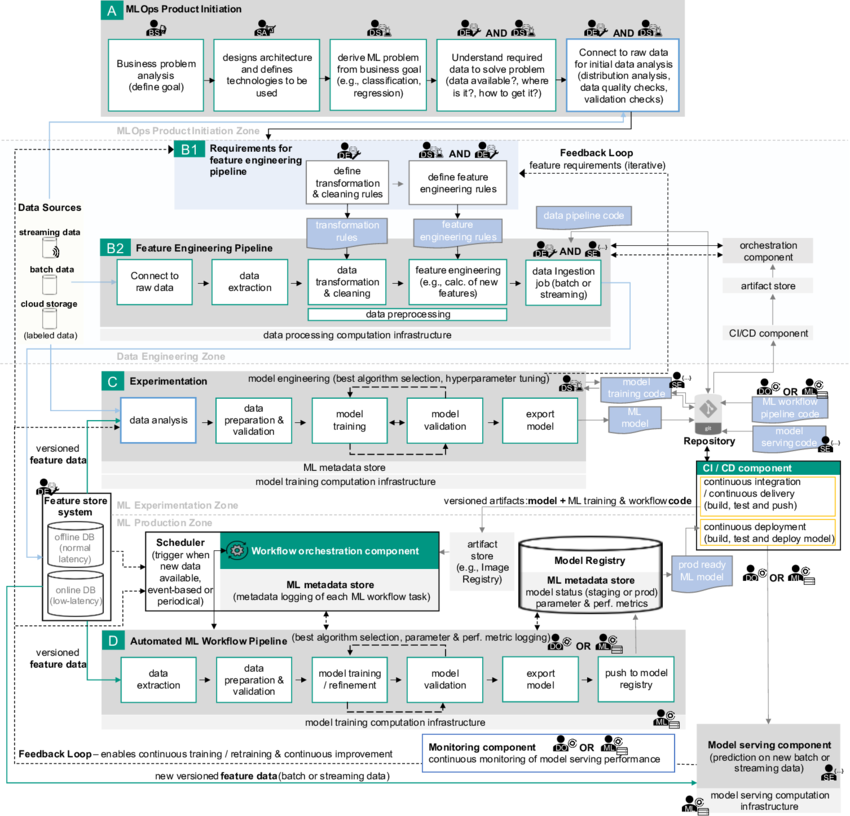 A MLOps Product Initiation
BS
SA
DS
DE AND DS
DE AND DS
Business problem
analysis
(define goal)
designs architecture
and defines
technologies to be
used
derive ML problem
from business goal
(e.g., classification,
regression)
Understand required
data to solve problem
(data available?, where
is it?, how to get it?)
Connect to raw data
for initial data analysis
(distribution analysis,
data quality checks,
validation checks)
MLOps Product Initiation Zone
B1 Requirements for
feature engineering
pipeline
DE
DS AND DE
define
transformation
& cleaning rules
define feature
engineering rules
Feedback Loop
feature requirements (iterative)
transformation
rules
feature
engineering rules
data pipeline code
Data Sources
streaming data
batch data
cloud storage
(labeled data)
B2 Feature Engineering Pipeline
DE AND SE
Connect to
raw data
data
extraction
data
transformation
& cleaning
feature engineering
(e.g., calc. of new
features)
data Ingestion
job (batch or
streaming)
data preprocessing
data processing computation infrastructure
orchestration
component
artifact store
CI/CD component
Data Engineering Zone
C Experimentation
model engineering (best algorithm selection, hyperparameter tuning)
DS
data analysis
data
preparation &
validation
model
training
model
validation
export
model
ML metadata store
model training computation infrastructure
model
training code
SE
ML
model
DO OR ML
ML workflow
pipeline code
model
serving code
SE
Repository
versioned
feature data
DE
Feature store
system
offline DB
(normal
latency)
online DB
(low-latency)
versioned
feature data
ML Experimentation Zone
ML Production Zone
versioned artifacts: model + ML training & workflow code
CI / CD component
continuous integration
/ continuous delivery
(build, test and push)
continuous deployment
(build, test and deploy model)
Scheduler
(trigger when
new data
available,
event-based or
periodical)
Workflow orchestration component
ML metadata store
(metadata logging of each ML workflow task)
artifact
store
(e.g., Image
Registry)
Model Registry
ML metadata store
model status (staging or prod)
parameter & perf. metrics
prod ready
ML model
DO OR ML
D Automated ML Workflow Pipeline
(best algorithm selection, parameter & perf. metric logging)
DO OR ML
data
extraction
data
preparation &
validation
model training
/ refinement
model
validation
export
model
push to model
registry
model training computation infrastructure
ML
Feedback Loop – enables continuous training / retraining & continuous improvement
Monitoring component DO OR ML
continuous monitoring of model serving performance
new versioned feature data (batch or streaming data)
Model serving component
(prediction on new batch or
streaming data)
SE
model serving computation
infrastructure
ML